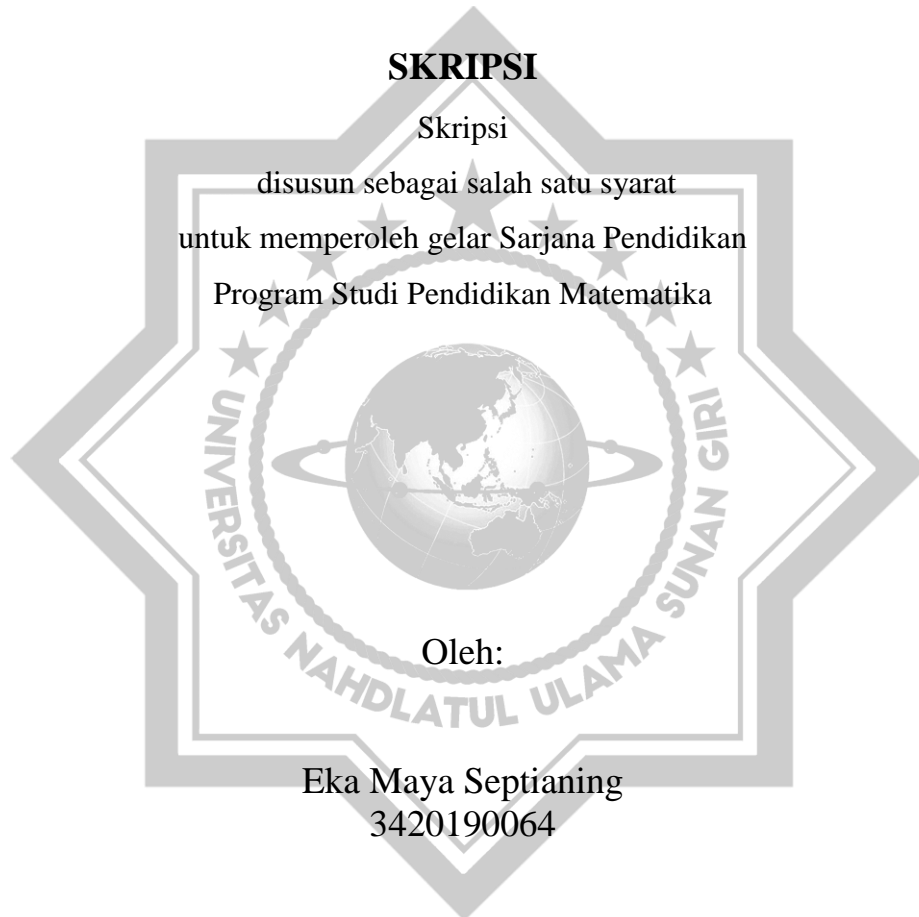 SKRIPSI
Skripsi
disusun sebagai salah satu syarat
untuk memperoleh gelar Sarjana Pendidikan
Program Studi Pendidikan Matematika
UNIVERSITAS NAHDLATUL ULAMA SUNAN GIRI
Oleh:
Eka Maya Septianing
3420190064